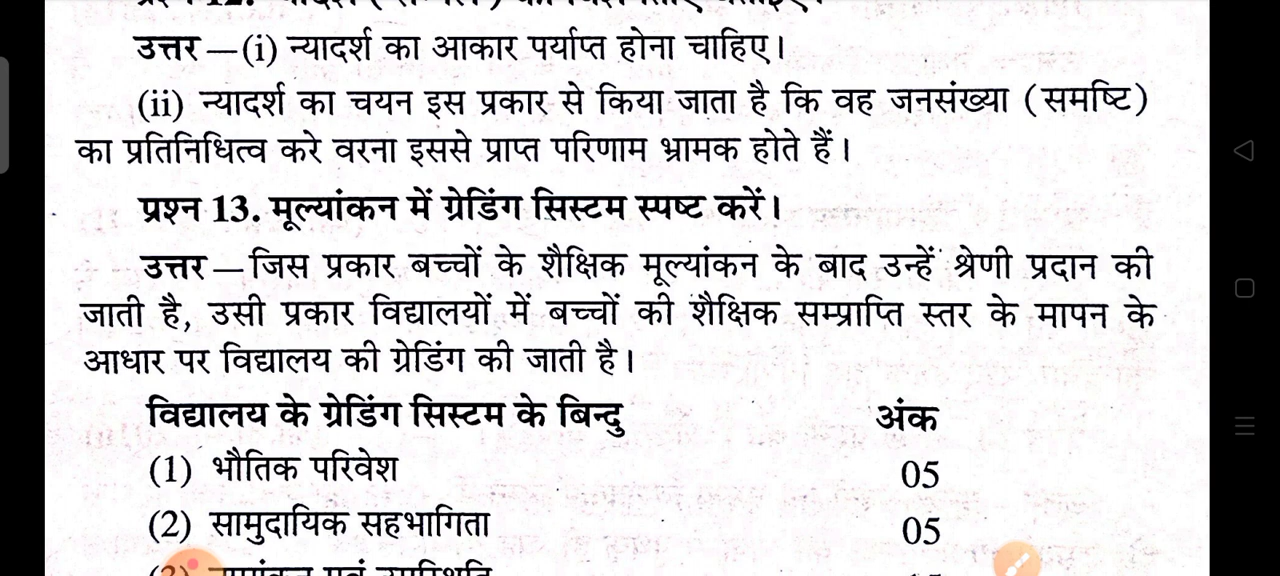 उत्तर—(i) न्यादर्श का आकार पर्याप्त होना चाहिए।
(ii) न्यादर्श का चयन इस प्रकार से किया जाता है कि वह जनसंख्या (समष्टि)
का प्रतिनिधित्व करे वरना इससे प्राप्त परिणाम भ्रामक होते हैं।
प्रश्न 13. मूल्यांकन में ग्रेडिंग सिस्टम स्पष्ट करें।
उत्तर—जिस प्रकार बच्चों के शैक्षिक मूल्यांकन के बाद उन्हें श्रेणी प्रदान की
जाती है, उसी प्रकार विद्यालयों में बच्चों की शैक्षिक सम्प्राप्ति स्तर के मापन के
आधार पर विद्यालय की ग्रेडिंग की जाती है।
विद्यालय के ग्रेडिंग सिस्टम के बिन्दु अंक
(1) भौतिक परिवेश 05
(2) सामुदायिक सहभागिता 05